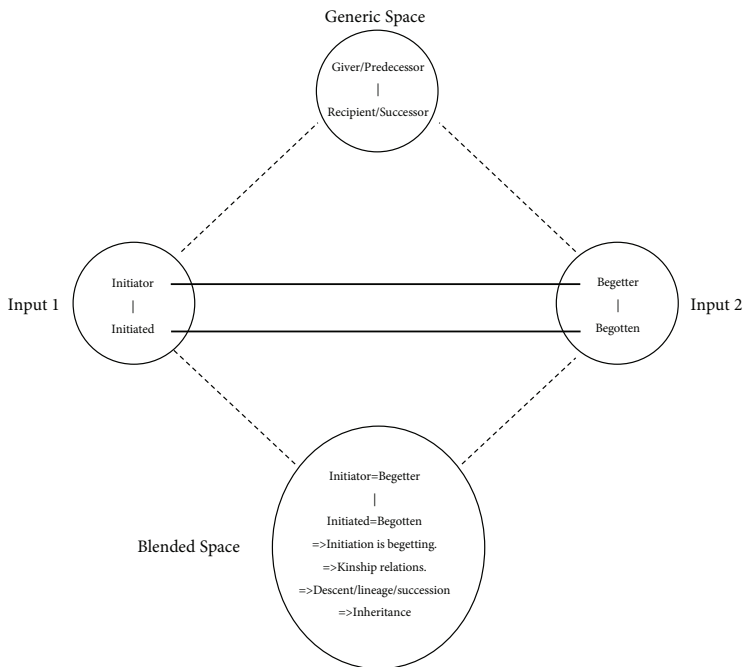 Generic Space
Giver/Predecessor
|
Recipient/Successor
Input 1
Initiator
|
Initiated
Begetter
|
Begotten
Input 2
Blended Space
Initiator=Begetter
|
Initiated=Begotten
=>Initiation is begetting.
=>Kinship relations.
=>Descent/lineage/succession
=>Inheritance